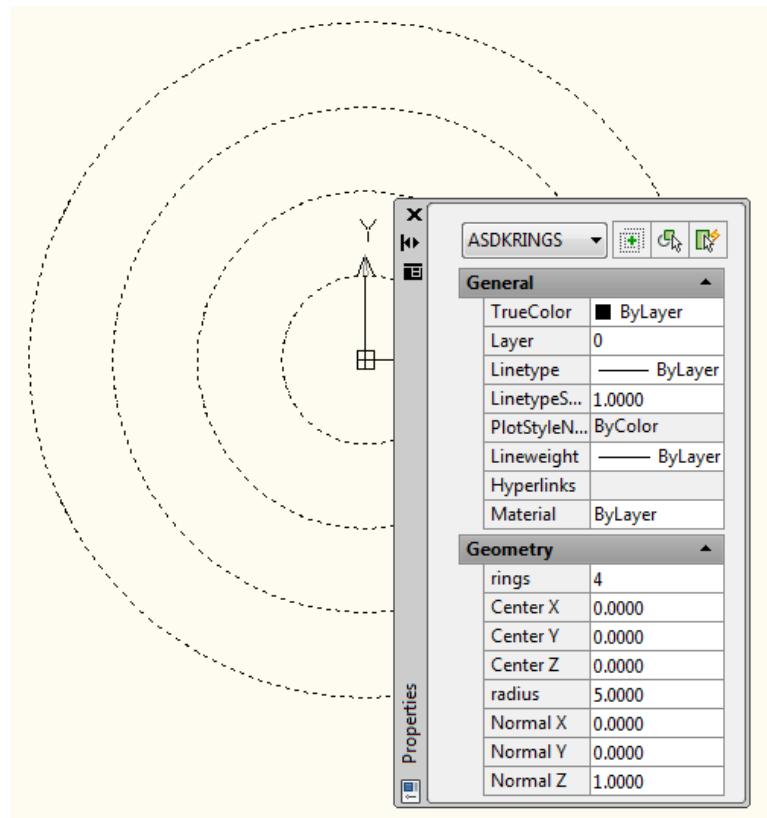 Y
ASDKRINGS
General
TrueColor ByLayer
Layer 0
Linetype ByLayer
LinetypeS... 1.0000
PlotStyleN... ByColor
Lineweight ByLayer
Hyperlinks
Material ByLayer
Geometry
rings 4
Center X 0.0000
Center Y 0.0000
Center Z 0.0000
radius 5.0000
Normal X 0.0000
Normal Y 0.0000
Normal Z 1.0000
Properties